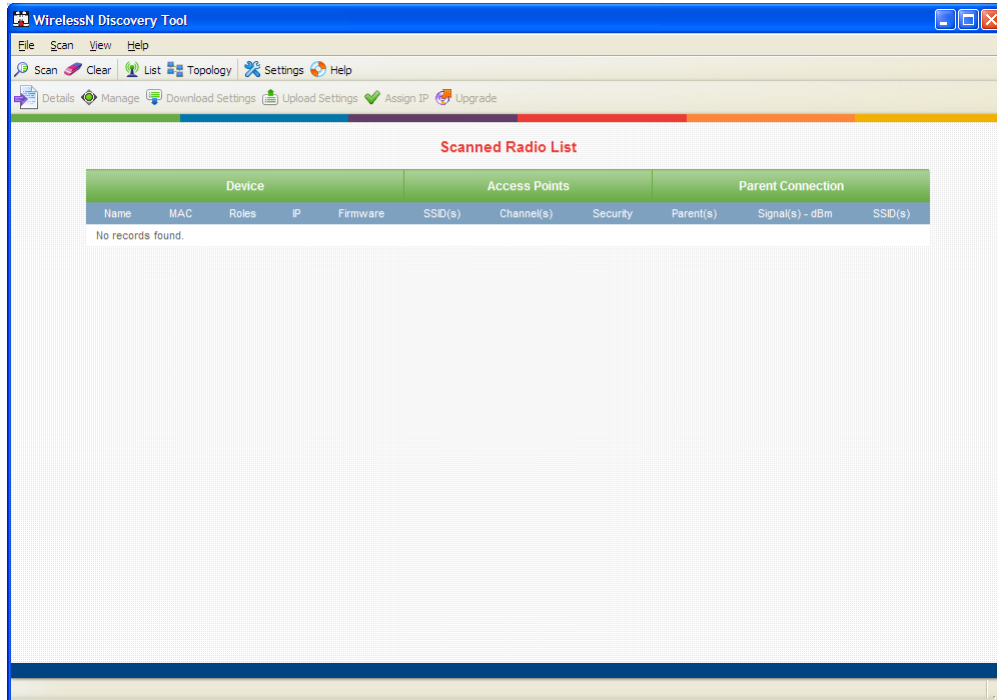 WirelessN Discovery Tool
File Scan View Help
Scan Clear List Topology Settings Help
Details Manage Download Settings Upload Settings Assign IP Upgrade
Scanned Radio List
Device Access Points Parent Connection
Name MAC Roles IP Firmware SSID(s) Channel(s) Security Parent(s) Signal(s) - dBm SSID(s)
No records found.